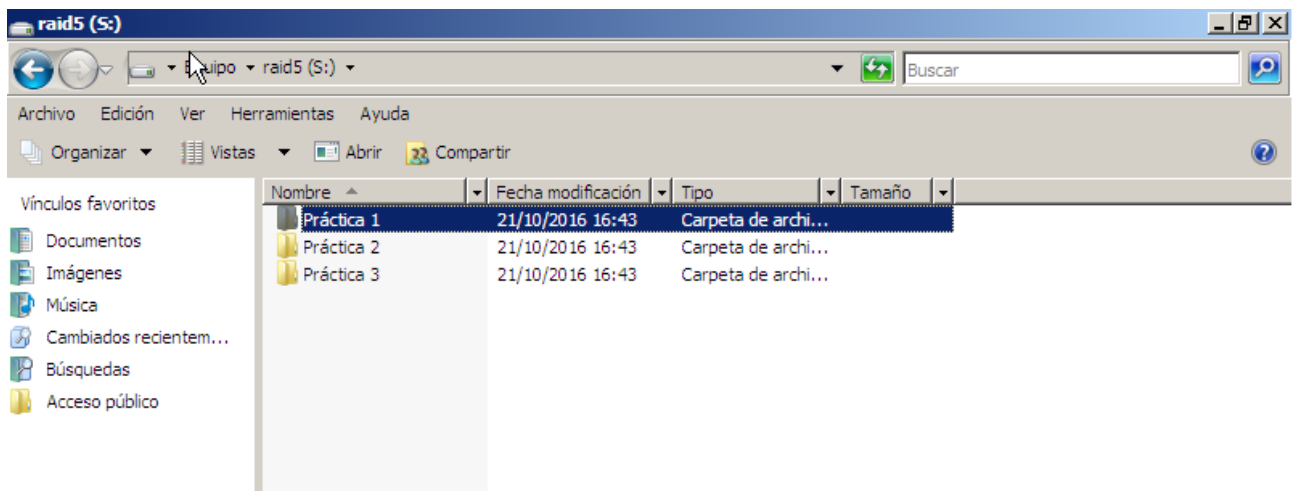 raid5 (S:)
Equipo raid5 (S:) Buscar
Archivo Edición Ver Herramientas Ayuda
Organizar Vistas Abrir Compartir
Vínculos favoritos
Documentos
Imágenes
Música
Cambiados recientem...
Búsquedas
Acceso público
Nombre Fecha modificación Tipo Tamaño
Práctica 1 21/10/2016 16:43 Carpeta de archi...
Práctica 2 21/10/2016 16:43 Carpeta de archi...
Práctica 3 21/10/2016 16:43 Carpeta de archi...